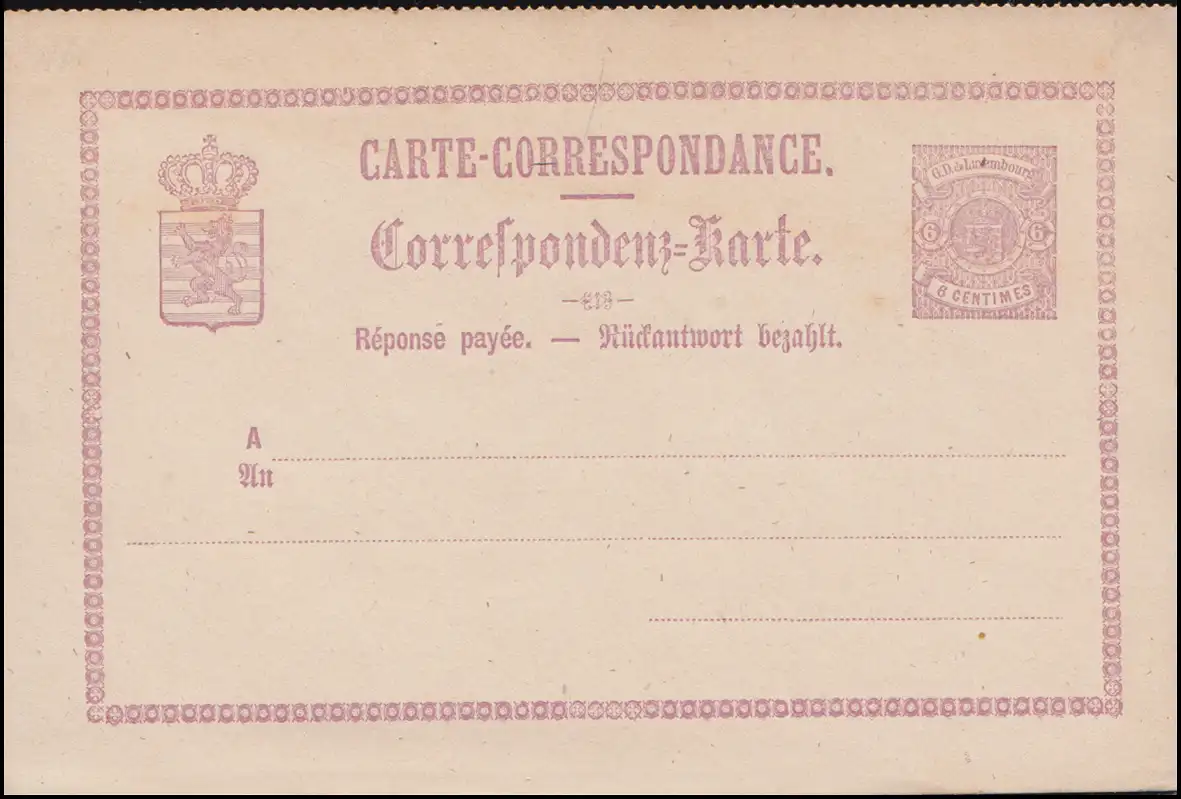 CARTE-CORRESPONDANCE.
Correſpondenz=Karte.
Réponse payée. — Rückantwort bezahlt.
G.D. de Luxembourg
6 6
6 CENTIMES
A
An